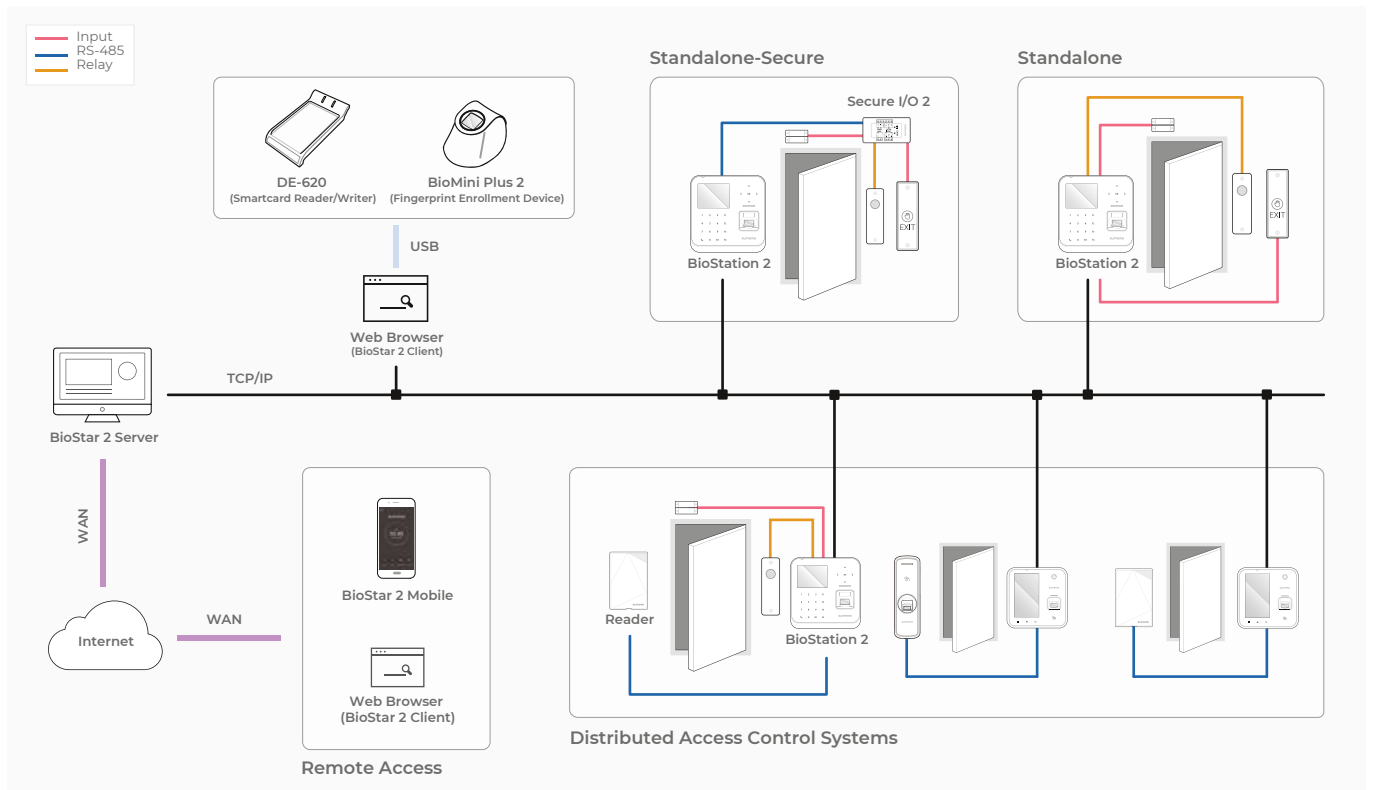 Input
RS-485
Relay
DE-620
(Smartcard Reader/Writer)
BioMini Plus 2
(Fingerprint Enrollment Device)
USB
Web Browser
(BioStar 2 Client)
Standalone-Secure
Secure I/O 2
EXIT
BioStation 2
Standalone
EXIT
BioStation 2
TCP/IP
BioStar 2 Server
WAN
Internet
WAN
BioStar 2 Mobile
Web Browser
(BioStar 2 Client)
Remote Access
Reader
BioStation 2
Distributed Access Control Systems